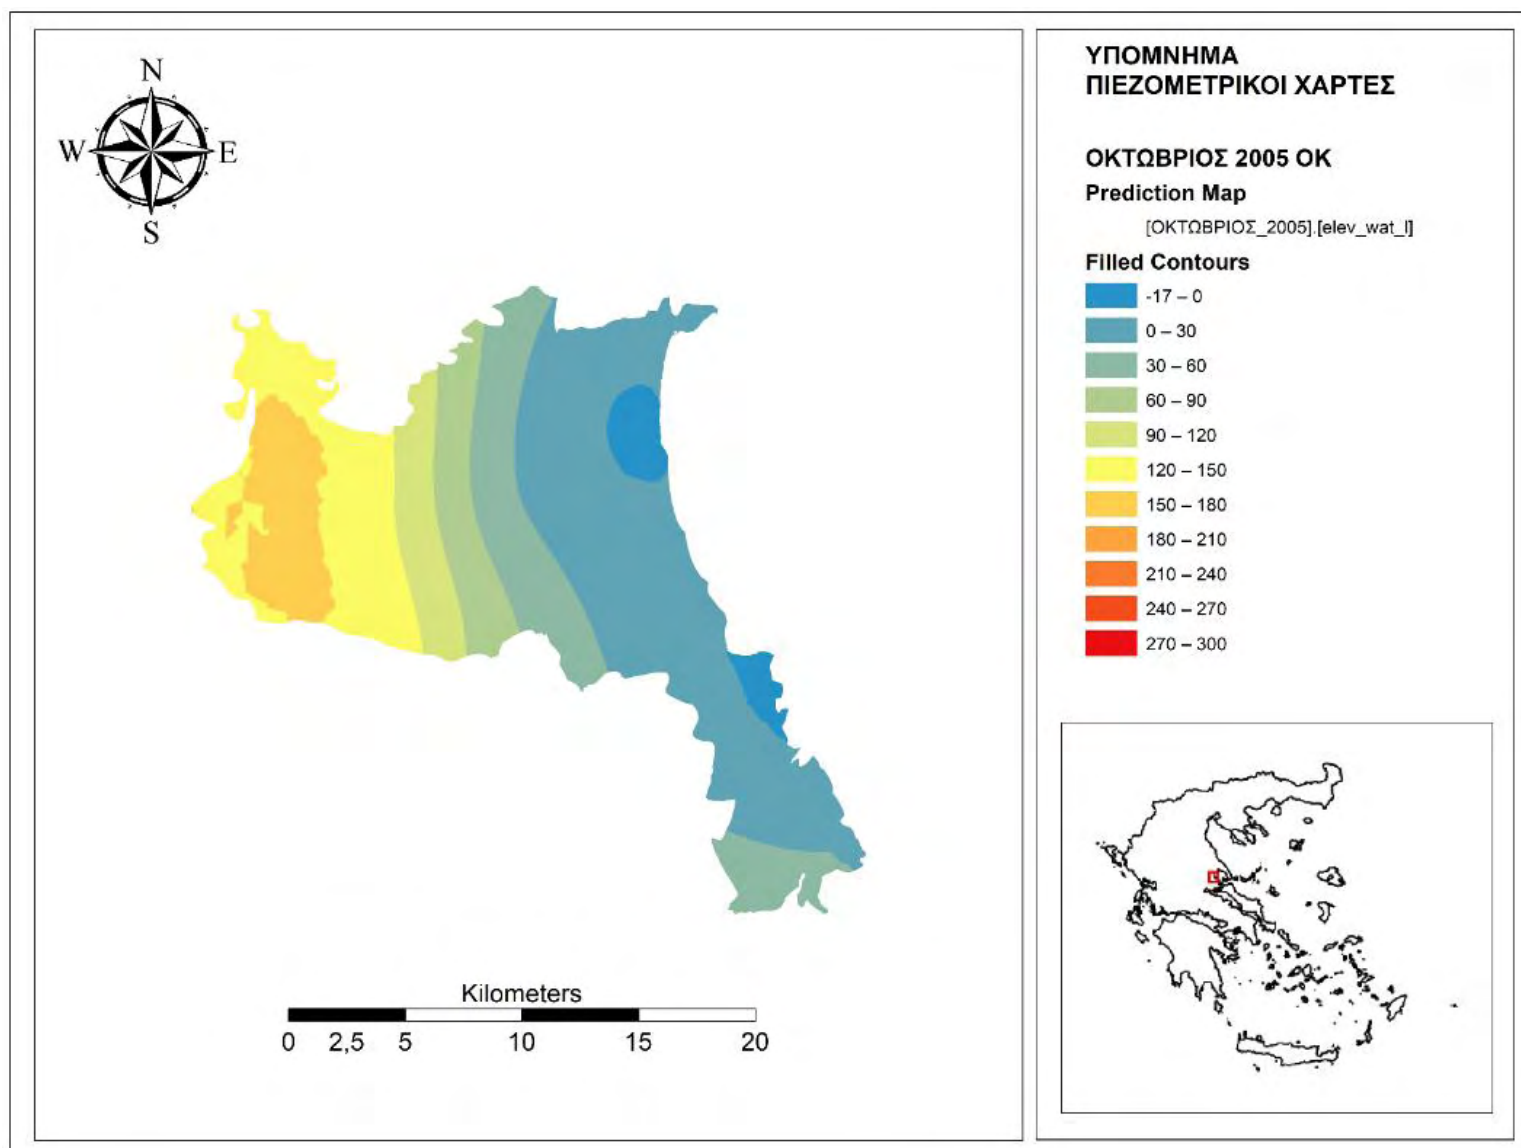 N
W E
S
Kilometers
0 2,5 5 10 15 20
ΥΠΟΜΝΗΜΑ
ΠΙΕΖΟΜΕΤΡΙΚΟΙ ΧΑΡΤΕΣ
ΟΚΤΩΒΡΙΟΣ 2005 ΟΚ
Prediction Map
[ΟΚΤΩΒΡΙΟΣ_2005].[elev_wat_l]
Filled Contours
-17 – 0
0 – 30
30 – 60
60 – 90
90 – 120
120 – 150
150 – 180
180 – 210
210 – 240
240 – 270
270 – 300